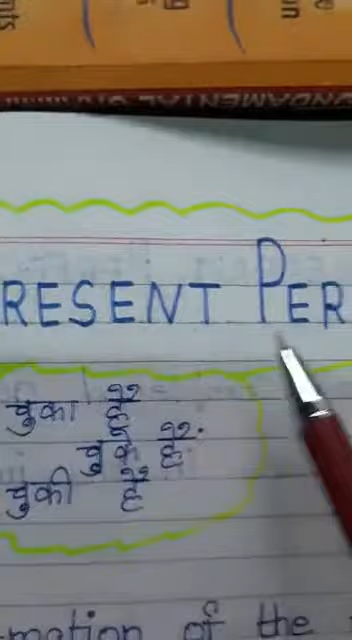 RESENT PER
चुका है
चुके हैं.
चुकी है
mation of the